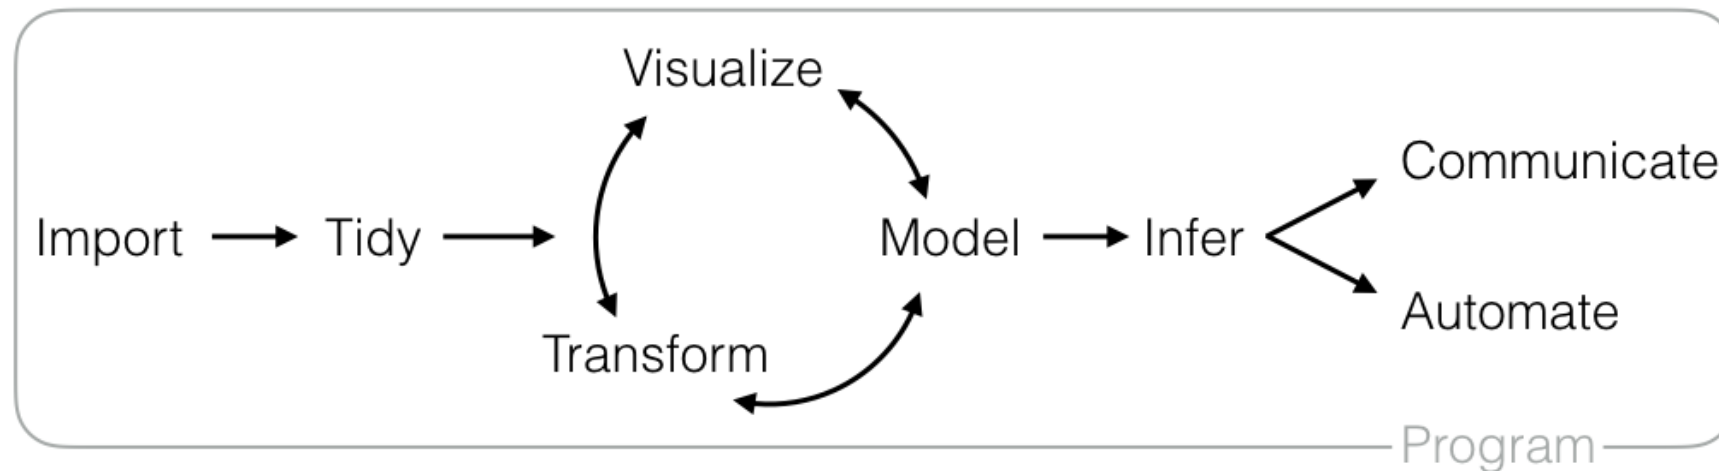 Visualize
Communicate
Import
Tidy
Model
Infer
Automate
Transform
Program